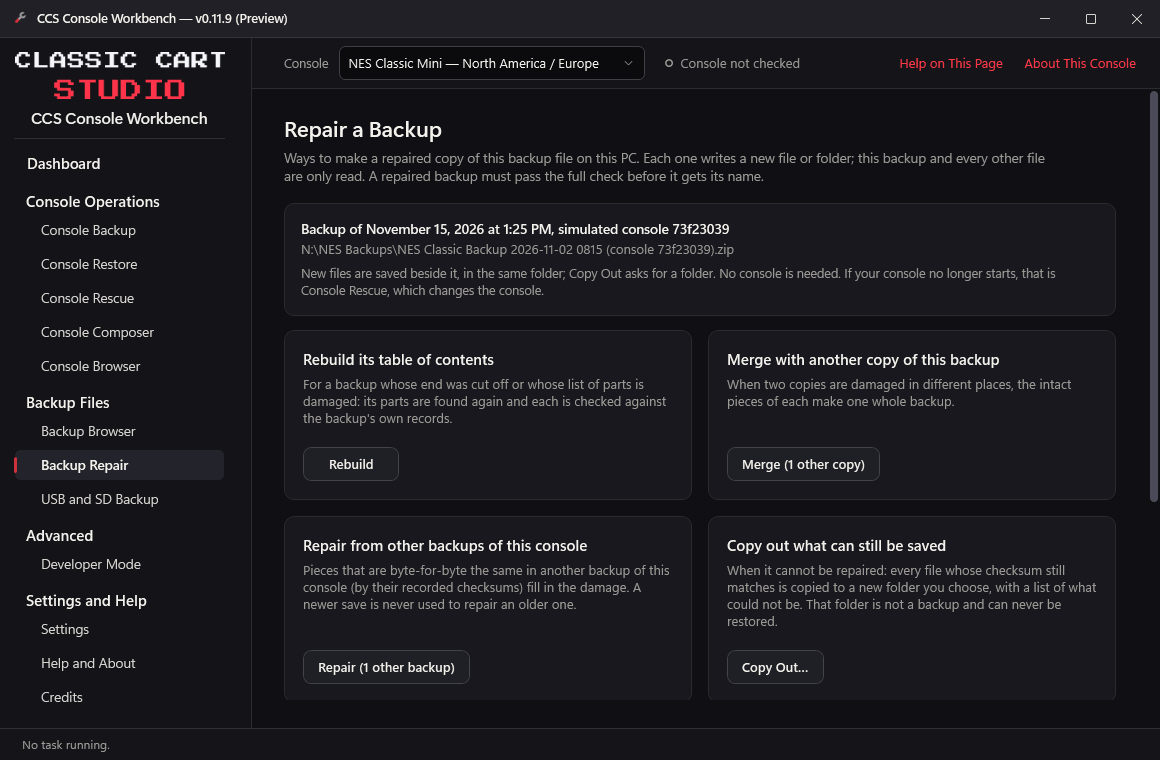 CCS Console Workbench — v0.11.9 (Preview)
CLASSIC CART
STUDIO
CCS Console Workbench
Dashboard
Console Operations
Console Backup
Console Restore
Console Rescue
Console Composer
Console Browser
Backup Files
Backup Browser
Backup Repair
USB and SD Backup
Advanced
Developer Mode
Settings and Help
Settings
Help and About
Credits
Console
NES Classic Mini — North America / Europe
Console not checked
Help on This Page
About This Console
Repair a Backup
Ways to make a repaired copy of this backup file on this PC. Each one writes a new file or folder; this backup and every other file
are only read. A repaired backup must pass the full check before it gets its name.
Backup of November 15, 2026 at 1:25 PM, simulated console 73f23039
N:\NES Backups\NES Classic Backup 2026-11-02 0815 (console 73f23039).zip
New files are saved beside it, in the same folder; Copy Out asks for a folder. No console is needed. If your console no longer starts, that is
Console Rescue, which changes the console.
Rebuild its table of contents
For a backup whose end was cut off or whose list of parts is
damaged: its parts are found again and each is checked against
the backup's own records.
Rebuild
Merge with another copy of this backup
When two copies are damaged in different places, the intact
pieces of each make one whole backup.
Merge (1 other copy)
Repair from other backups of this console
Pieces that are byte-for-byte the same in another backup of this
console (by their recorded checksums) fill in the damage. A
newer save is never used to repair an older one.
Repair (1 other backup)
Copy out what can still be saved
When it cannot be repaired: every file whose checksum still
matches is copied to a new folder you choose, with a list of what
could not be. That folder is not a backup and can never be
restored.
Copy Out...
No task running.